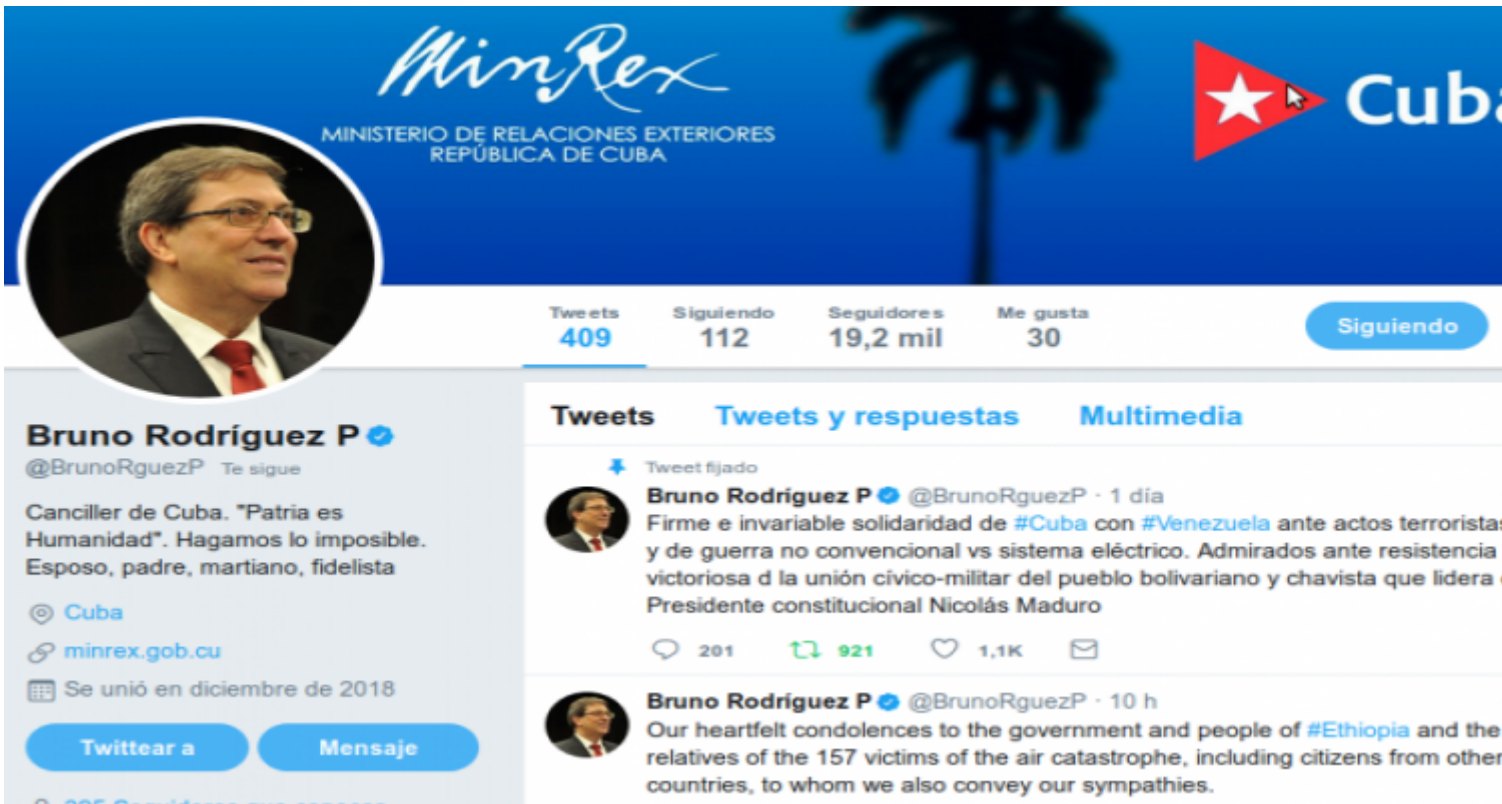 MinRex
MINISTERIO DE RELACIONES EXTERIORES
REPÚBLICA DE CUBA
Cuba
Tweets
409
Siguiendo
112
Seguidores
19,2 mil
Me gusta
30
Siguiendo
Bruno Rodríguez P
@BrunoRguezP Te sigue
Canciller de Cuba. "Patria es
Humanidad". Hagamos lo imposible.
Esposo, padre, martiano, fidelista
Cuba
minrex.gob.cu
Se unió en diciembre de 2018
Twittear a
Mensaje
Tweets Tweets y respuestas Multimedia
Tweet fijado
Bruno Rodríguez P @BrunoRguezP · 1 día
Firme e invariable solidaridad de #Cuba con #Venezuela ante actos terroristas
y de guerra no convencional vs sistema eléctrico. Admirados ante resistencia
victoriosa d la unión cívico-militar del pueblo bolivariano y chavista que lidera
Presidente constitucional Nicolás Maduro
201 921 1,1K
Bruno Rodríguez P @BrunoRguezP · 10 h
Our heartfelt condolences to the government and people of #Ethiopia and the
relatives of the 157 victims of the air catastrophe, including citizens from other
countries, to whom we also convey our sympathies.